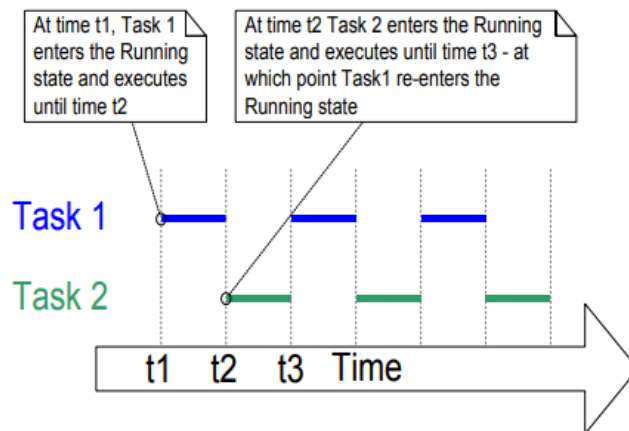 At time t1, Task 1
enters the Running
state and executes
until time t2
At time t2 Task 2 enters the Running
state and executes until time t3 - at
which point Task1 re-enters the
Running state
Task 1
Task 2
t1 t2 t3 Time